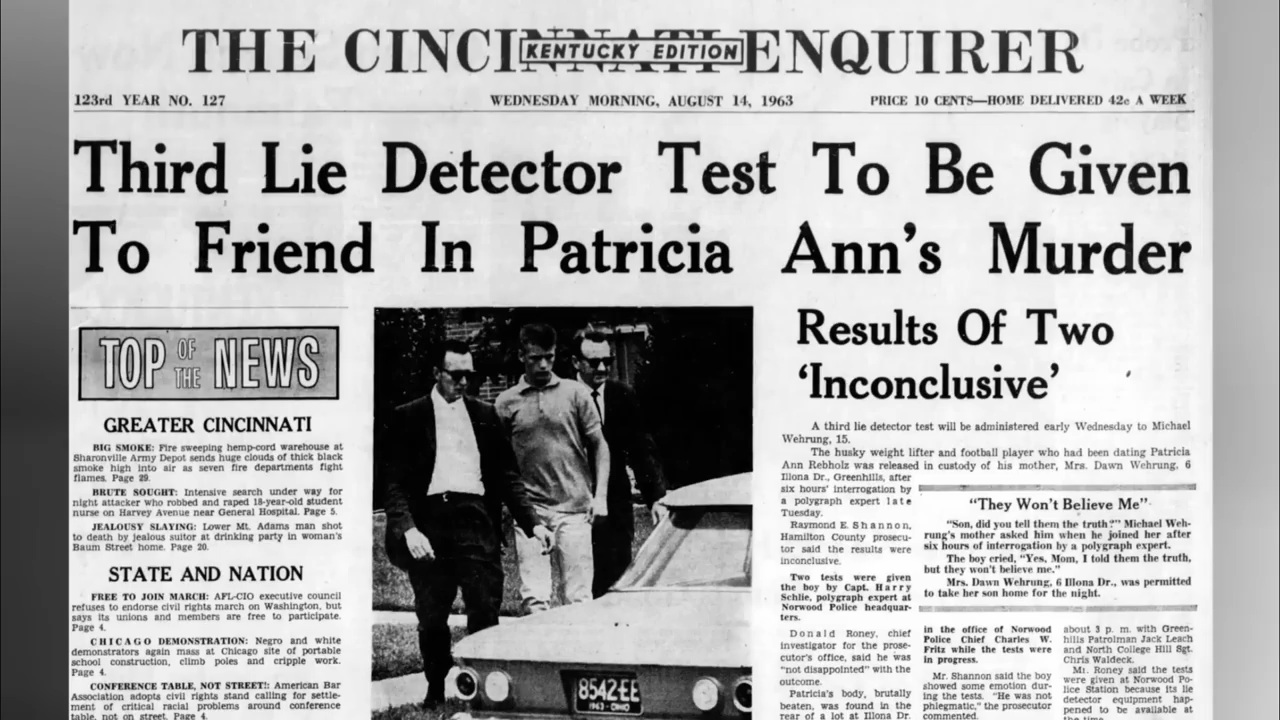 THE CINCINNATI ENQUIRER
KENTUCKY EDITION
123rd YEAR NO. 127
WEDNESDAY MORNING, AUGUST 14, 1963
PRICE 10 CENTS—HOME DELIVERED 42c A WEEK
Third Lie Detector Test To Be Given
To Friend In Patricia Ann's Murder
TOP OF THE NEWS
GREATER CINCINNATI
BIG SMOKE: Fire sweeping hemp-cord warehouse at
Sharonville Army Depot sends huge clouds of thick black
smoke high into air as seven fire departments fight
flames. Page 29.
BRUTE SOUGHT: Intensive search under way for
night attacker who robbed and raped 18-year-old student
nurse on Harvey Avenue near General Hospital. Page 5.
JEALOUSY SLAYING: Lower Mt. Adams man shot
to death by jealous suitor at drinking party in woman's
Baum Street home. Page 20.
STATE AND NATION
FREE TO JOIN MARCH: AFL-CIO executive council
refuses to endorse civil rights march on Washington, but
says its unions and members are free to participate.
Page 4.
CHICAGO DEMONSTRATION: Negro and white
demonstrators again mass at Chicago site of portable
school construction, climb poles and cripple work.
Page 4.
CONFERENCE TABLE, NOT STREET!: American Bar
Association adopts civil rights stand calling for settle-
ment of critical racial problems around conference
table, not on street. Page 4.
8542-EE
1963-OHIO
Results Of Two
'Inconclusive'
A third lie detector test will be administered early Wednesday to Michael
Wehrung, 15.
The husky weight lifter and football player who had been dating Patricia
Ann Rebholz was released in custody of his mother, Mrs. Dawn Wehrung, 6
Illona Dr., Greenhills, after
six hours' interrogation by
a polygraph expert late
Tuesday.
Raymond E. Shannon,
Hamilton County prosecu-
tor said the results were
inconclusive.
Two tests were given
the boy by Capt. Harry
Schlie, polygraph expert at
Norwood Police headquar-
ters.
Donald Roney, chief
investigator for the prose-
cutor's office, said he was
"not disappointed" with the
outcome.
Patricia's body, brutally
beaten, was found in the
rear of a lot at Illona Dr.
"They Won't Believe Me"
"Son, did you tell them the truth?" Michael Weh-
rung's mother asked him when he joined her after
six hours of interrogation by a polygraph expert.
The boy cried, "Yes, Mom, I told them the truth,
but they won't believe me."
Mrs. Dawn Wehrung, 6 Illona Dr., was permitted
to take her son home for the night.
in the office of Norwood
Police Chief Charles W.
Fritz while the tests were
in progress.
Mr. Shannon said the boy
showed some emotion dur-
ing the tests. "He was not
phlegmatic," the prosecutor
commented.
about 3 p. m. with Green-
hills Patrolman Jack Leach
and North College Hill Sgt.
Chris Waldeck.
Mr. Roney said the tests
were given at Norwood Po-
lice Station because its lie
detector equipment hap-
pened to be available at
the time.